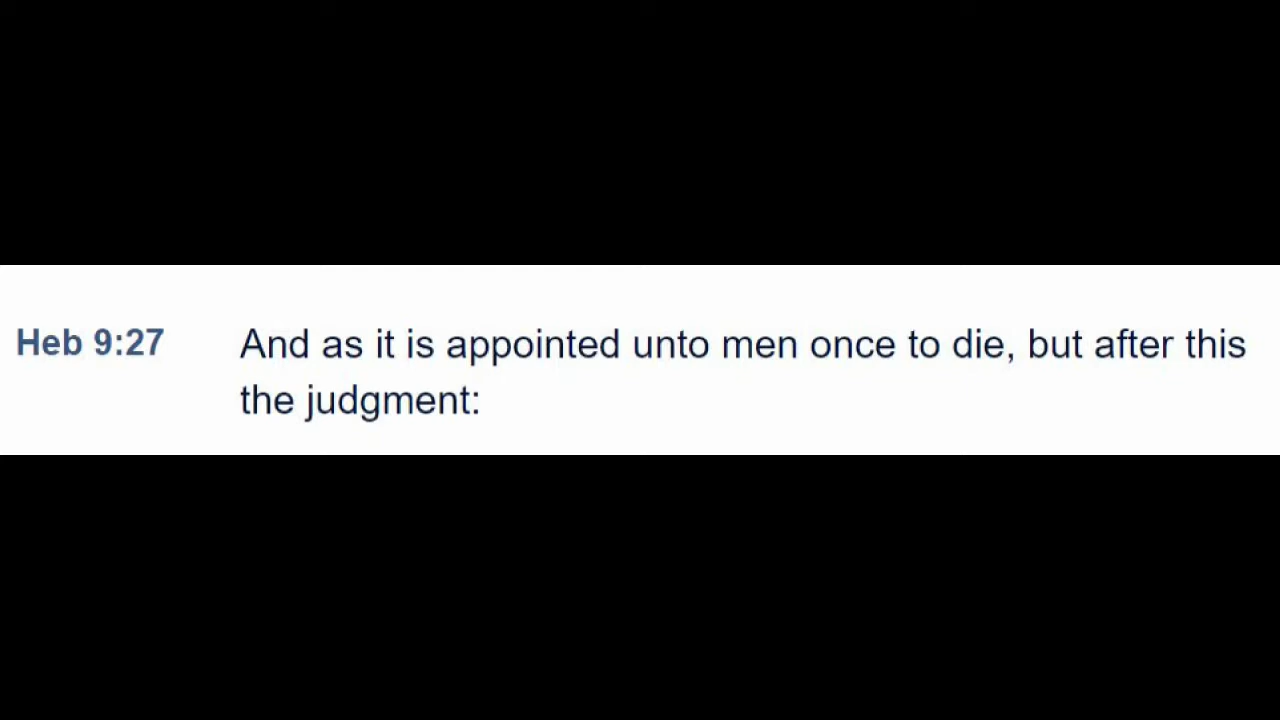 Heb 9:27 And as it is appointed unto men once to die, but after this
the judgment: